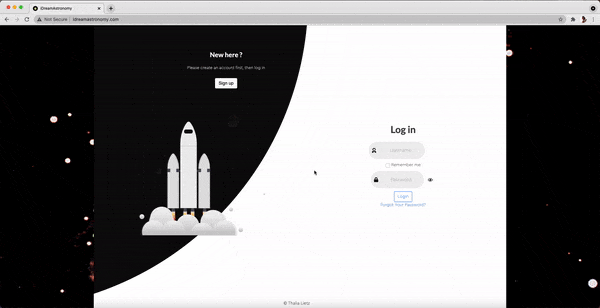 iDreamAstronomy
Not Secure | idreamastronomy.com
New here ?
Please create an account first, then log in
Sign up
Log in
Username
Remember me
Password
Login
Forgot Your Password?
© Thalia Lietz